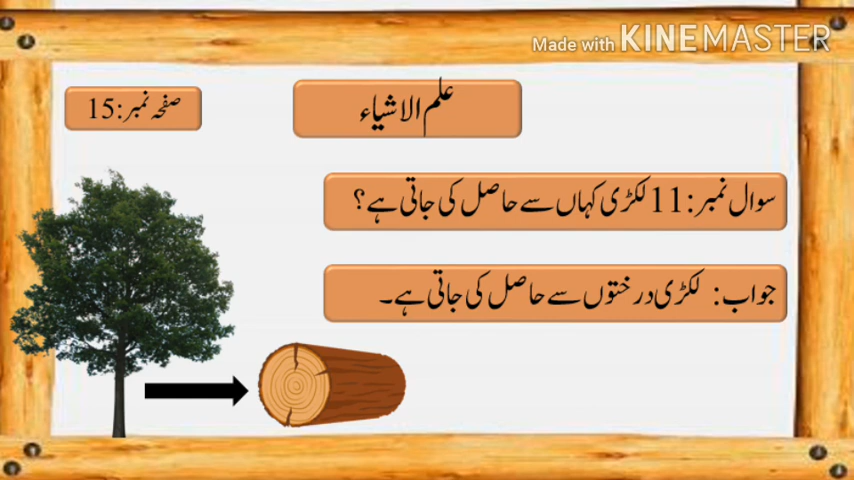 Made with KINEMASTER
علم الاشیاء
صفحہ نمبر:15
سوال نمبر:11 لکڑی کہاں سے حاصل کی جاتی ہے؟
جواب: لکڑی درختوں سے حاصل کی جاتی ہے۔